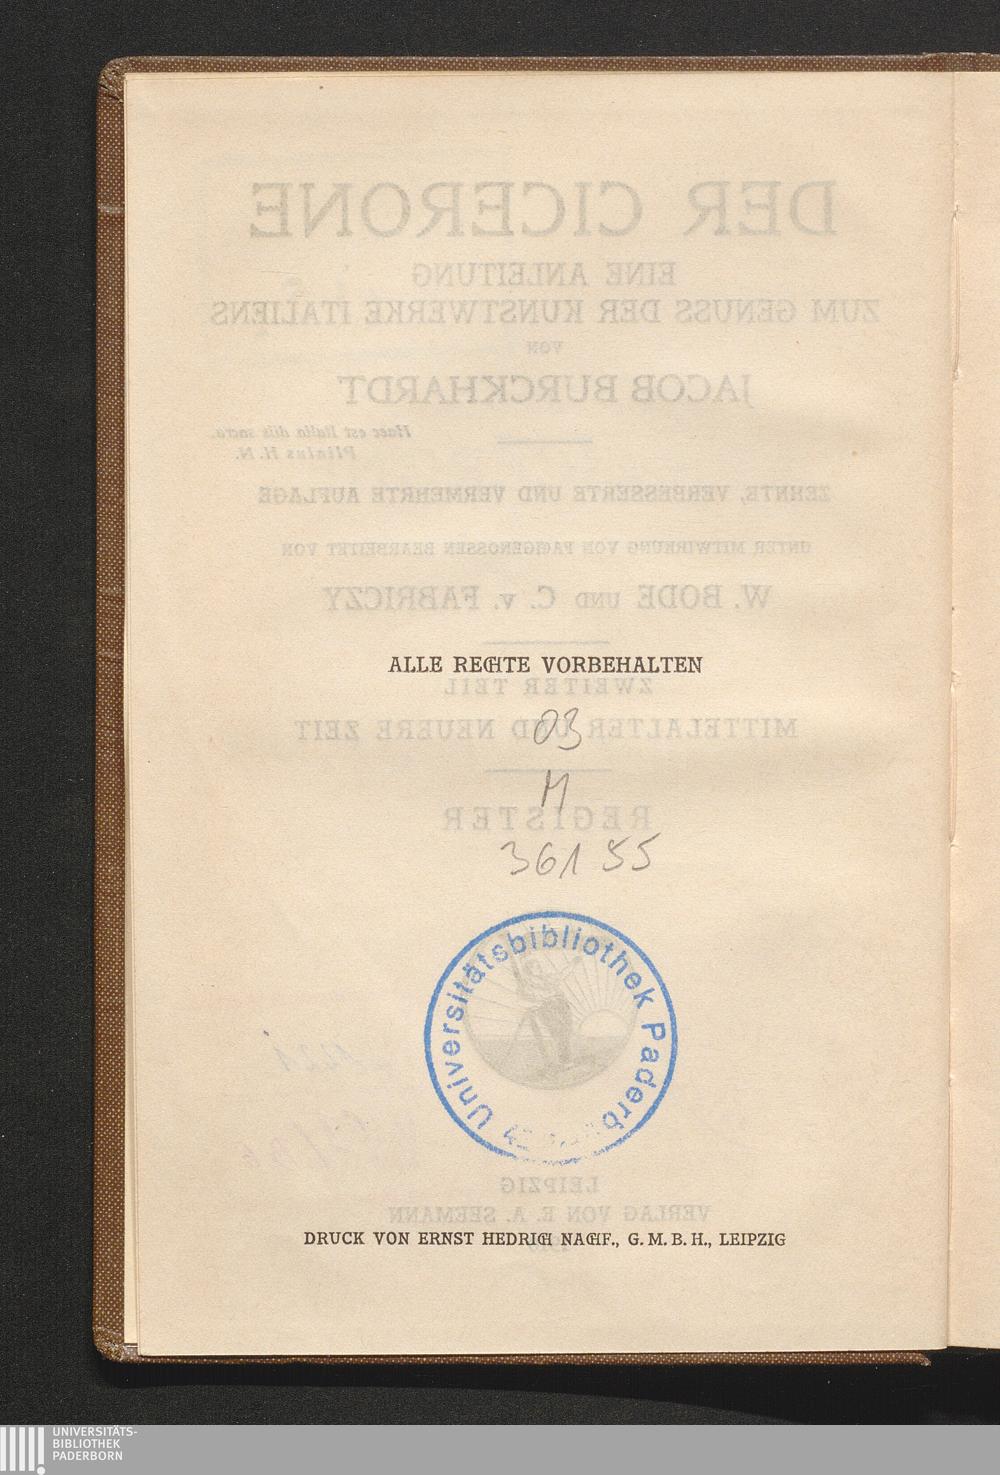 ALLE RECHTE VORBEHALTEN
03
M
36155
Universitätsbibliothek Paderb
DRUCK VON ERNST HEDRICH NACHF., G. M. B. H., LEIPZIG
DER CICERONE
EINE ANLEITUNG
ZUM GENUSS DER KUNSTWERKE ITALIENS
VON
JACOB BURCKHARDT
Haec est Italia diis sacra.
Plinius H. N.
ZEHNTE, VERBESSERTE UND VERMEHRTE AUFLAGE
UNTER MITWIRKUNG VON FACHGENOSSEN BEARBEITET VON
W. BODE UND C. v. FABRICZY
ZWEITER TEIL
MITTELALTER UND NEUERE ZEIT
REGISTER
LEIPZIG
VERLAG VON E. A. SEEMANN
UNIVERSITÄTS-
BIBLIOTHEK
PADERBORN